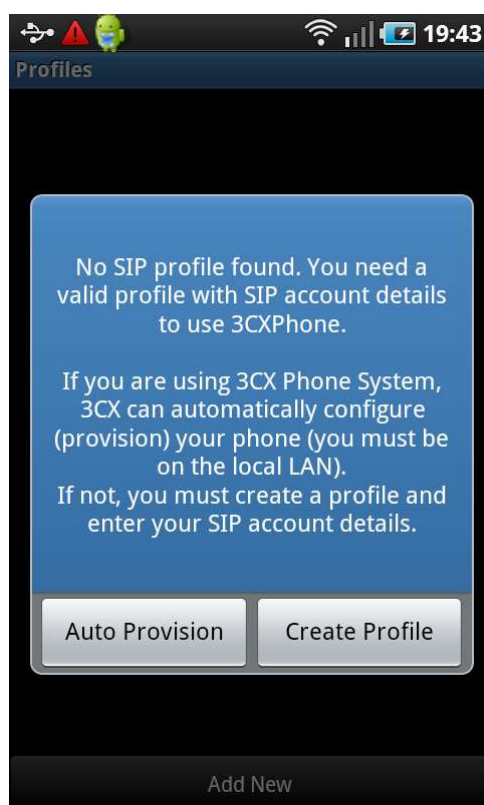 19:43
Profiles
No SIP profile found. You need a
valid profile with SIP account details
to use 3CXPhone.
If you are using 3CX Phone System,
3CX can automatically configure
(provision) your phone (you must be
on the local LAN).
If not, you must create a profile and
enter your SIP account details.
Auto Provision
Create Profile
Add New